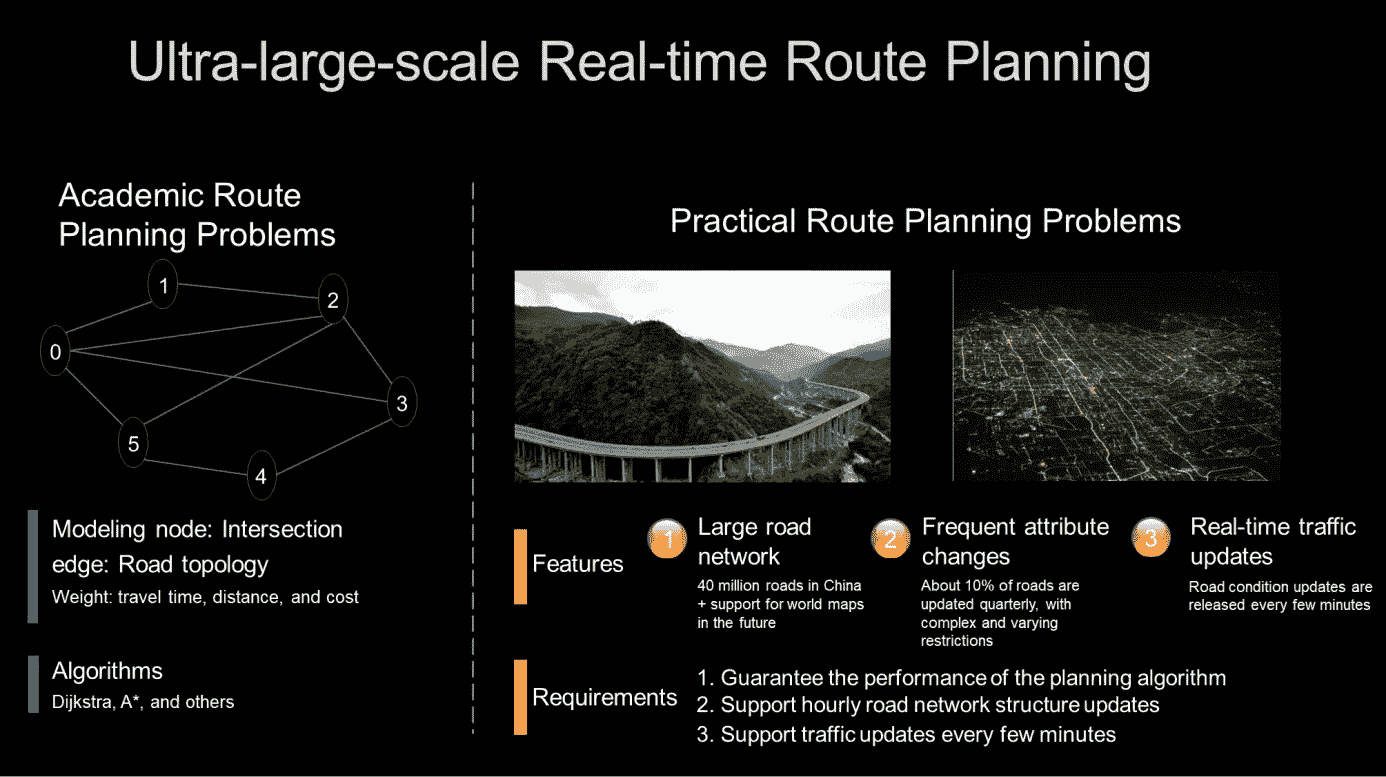 Ultra-large-scale Real-time Route Planning
Academic Route
Planning Problems
1
2
0
3
5
4
Modeling node: Intersection
edge: Road topology
Weight: travel time, distance, and cost
Algorithms
Dijkstra, A*, and others
Practical Route Planning Problems
Features
1
Large road
network
40 million roads in China
+ support for world maps
in the future
2
Frequent attribute
changes
About 10% of roads are
updated quarterly, with
complex and varying
restrictions
3
Real-time traffic
updates
Road condition updates are
released every few minutes
Requirements
1. Guarantee the performance of the planning algorithm
2. Support hourly road network structure updates
3. Support traffic updates every few minutes